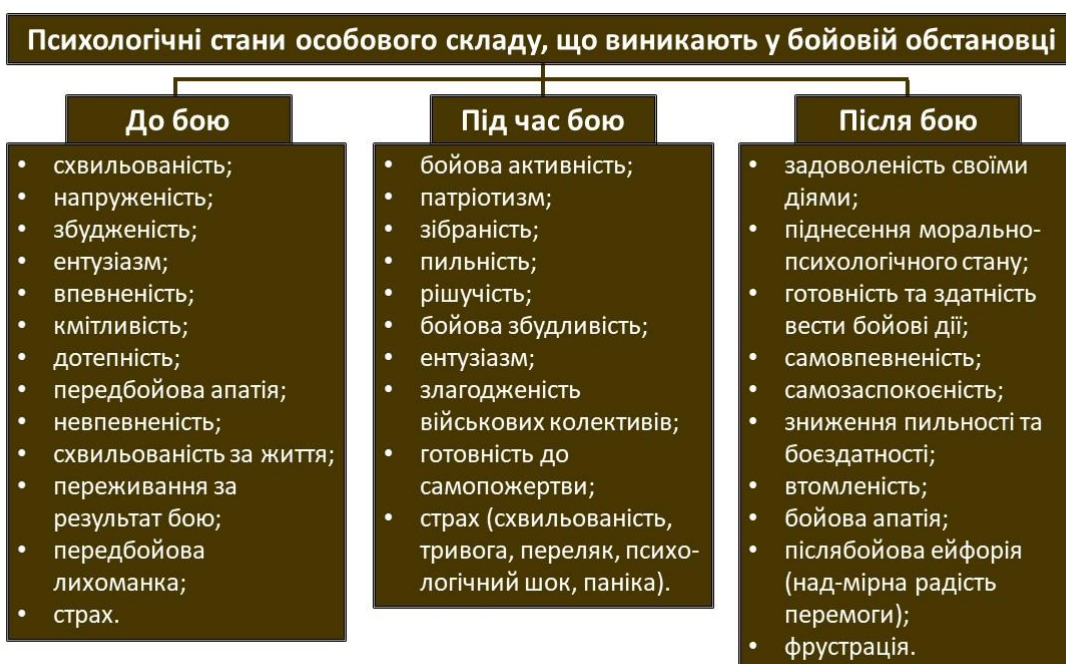 Психологічні стани особового складу, що виникають у бойовій обстановці
До бою
• схвильованість;
• напруженість;
• збудженість;
• ентузіазм;
• впевненість;
• кмітливість;
• дотепність;
• передбойова апатія;
• невпевненість;
• схвильованість за життя;
• переживання за
результат бою;
• передбойова
лихоманка;
• страх.
Під час бою
• бойова активність;
• патріотизм;
• зібраність;
• пильність;
• рішучість;
• бойова збудливість;
• ентузіазм;
• злагодженість
військових колективів;
• готовність до
самопожертви;
• страх (схвильованість,
тривога, переляк, психо-
логічний шок, паніка).
Після бою
• задоволеність своїми
діями;
• піднесення морально-
психологічного стану;
• готовність та здатність
вести бойові дії;
• самовпевненість;
• самозаспокоєність;
• зниження пильності та
боєздатності;
• втомленість;
• бойова апатія;
• післябойова ейфорія
(над-мірна радість
перемоги);
• фрустрація.